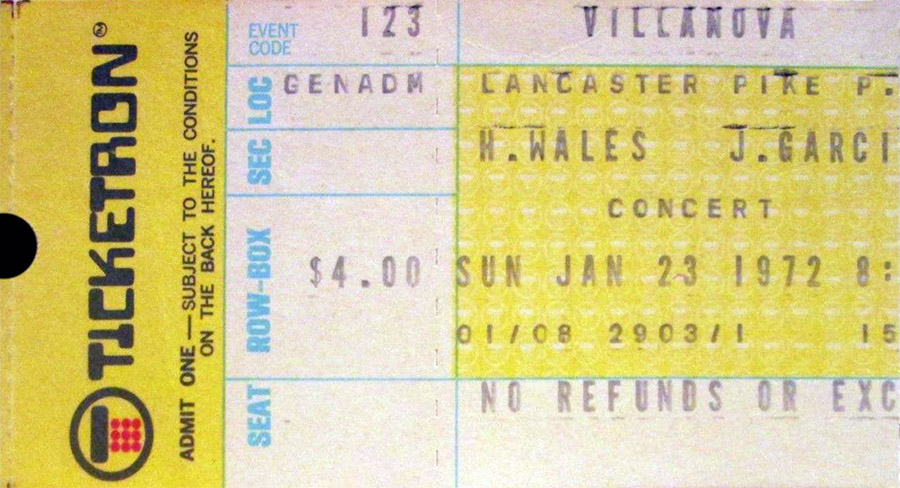 TICKETRON®
ADMIT ONE — SUBJECT TO THE CONDITIONS
ON THE BACK HEREOF.
EVENT
CODE
123
LOC
GENADM
SEC
ROW-BOX
$4.00
SEAT
VILLANOVA
LANCASTER PIKE P.
H.WALES J.GARCI
CONCERT
SUN JAN 23 1972 8:
01/08 2903/1 15
NO REFUNDS OR EXC